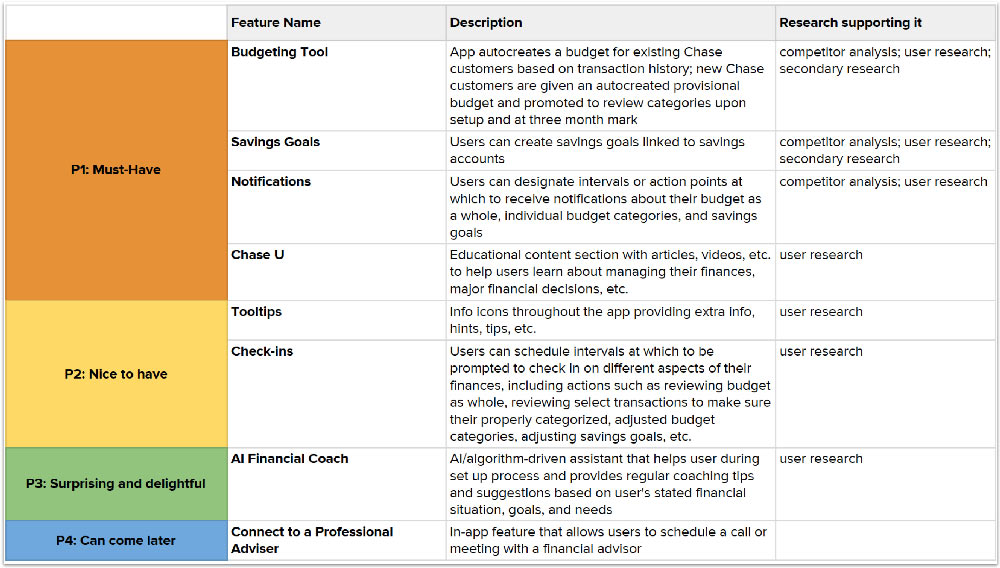 Feature Name
Description
Research supporting it
P1: Must-Have
Budgeting Tool
App autocreates a budget for existing Chase
customers based on transaction history; new Chase
customers are given an autocreated provisional
budget and promoted to review categories upon
setup and at three month mark
competitor analysis; user research;
secondary research
Savings Goals
Users can create savings goals linked to savings
accounts
competitor analysis; user research;
secondary research
Notifications
Users can designate intervals or action points at
which to receive notifications about their budget as
a whole, individual budget categories, and savings
goals
competitor analysis; user research
Chase U
Educational content section with articles, videos, etc.
to help users learn about managing their finances,
major financial decisions, etc.
user research
P2: Nice to have
Tooltips
Info icons throughout the app providing extra info,
hints, tips, etc.
user research
Check-ins
Users can schedule intervals at which to be
prompted to check in on different aspects of their
finances, including actions such as reviewing budget
as whole, reviewing select transactions to make sure
their properly categorized, adjusted budget
categories, adjusting savings goals, etc.
user research
P3: Surprising and delightful
AI Financial Coach
AI/algorithm-driven assistant that helps user during
set up process and provides regular coaching tips
and suggestions based on user's stated financial
situation, goals, and needs
user research
P4: Can come later
Connect to a Professional
Adviser
In-app feature that allows users to schedule a call or
meeting with a financial advisor